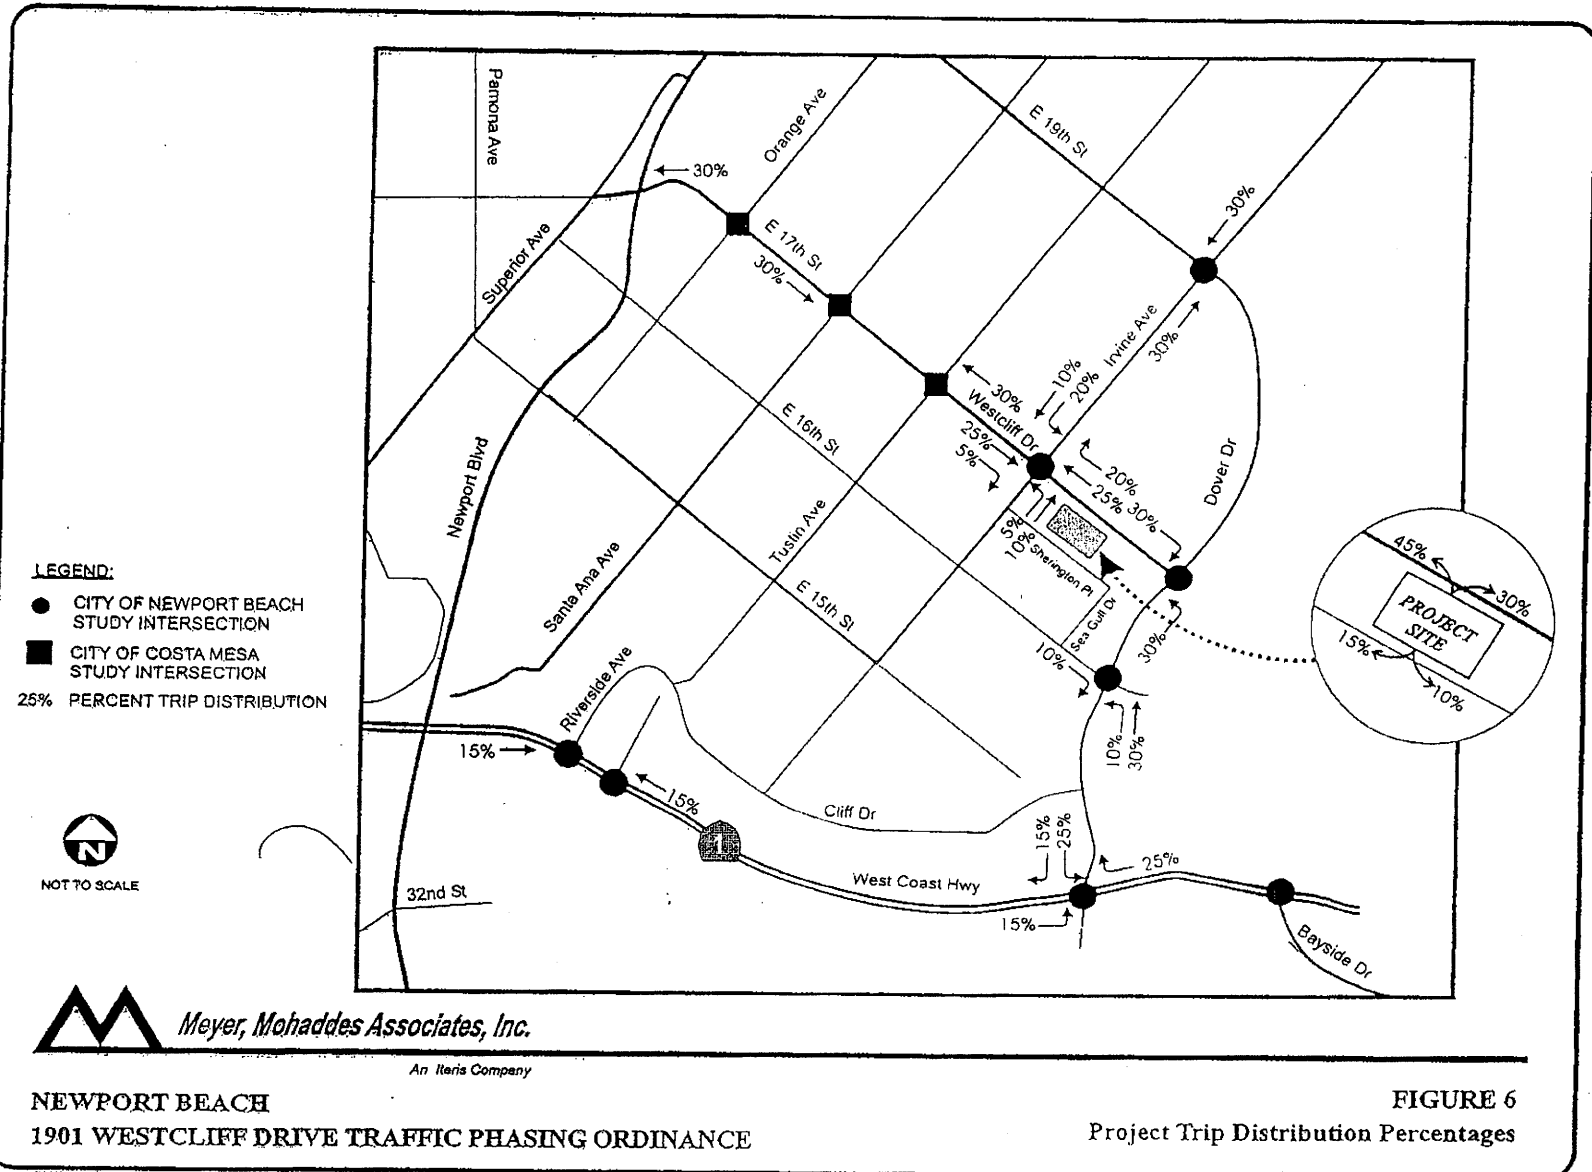 Pamona Ave
Orange Ave
E 19th St
30%
30%
E 17th St
30%
Superior Ave
Irvine Ave
30%
10%
20%
30%
Westcliff Dr
25%
5%
E 16th St
Newport Blvd
20%
25%
30%
Dover Dr
5%
10%
Sherington Pl
Tustin Ave
45%
30%
PROJECT
SITE
15%
10%
LEGEND:
CITY OF NEWPORT BEACH
STUDY INTERSECTION
CITY OF COSTA MESA
STUDY INTERSECTION
25% PERCENT TRIP DISTRIBUTION
Santa Ana Ave
E 15th St
Sea Gull Dr
30%
10%
Riverside Ave
10%
30%
15%
15%
1
Cliff Dr
15%
25%
25%
West Coast Hwy
15%
N
NOT TO SCALE
32nd St
Bayside Dr
Meyer, Mohaddes Associates, Inc.
An Iteris Company
NEWPORT BEACH
1901 WESTCLIFF DRIVE TRAFFIC PHASING ORDINANCE
FIGURE 6
Project Trip Distribution Percentages